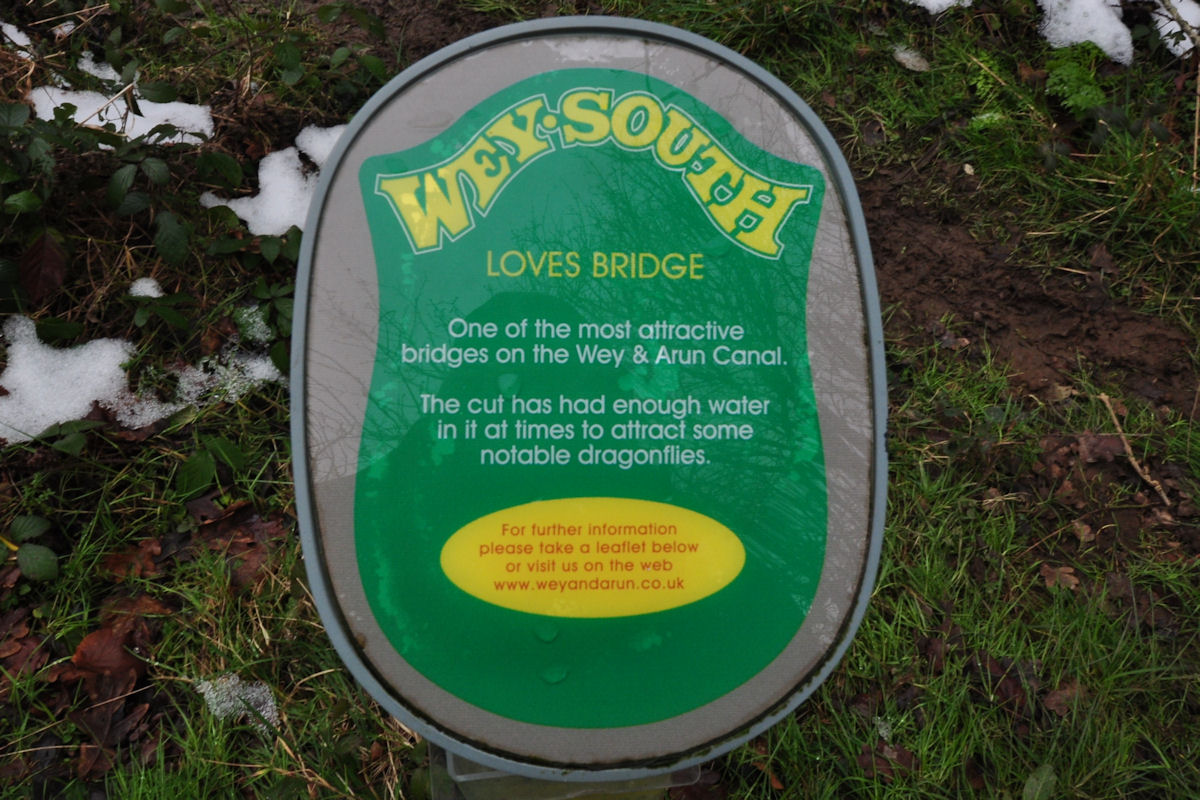 WEY·SOUTH
LOVES BRIDGE
One of the most attractive
bridges on the Wey & Arun Canal.
The cut has had enough water
in it at times to attract some
notable dragonflies.
For further information
please take a leaflet below
or visit us on the web
www.weyandarun.co.uk